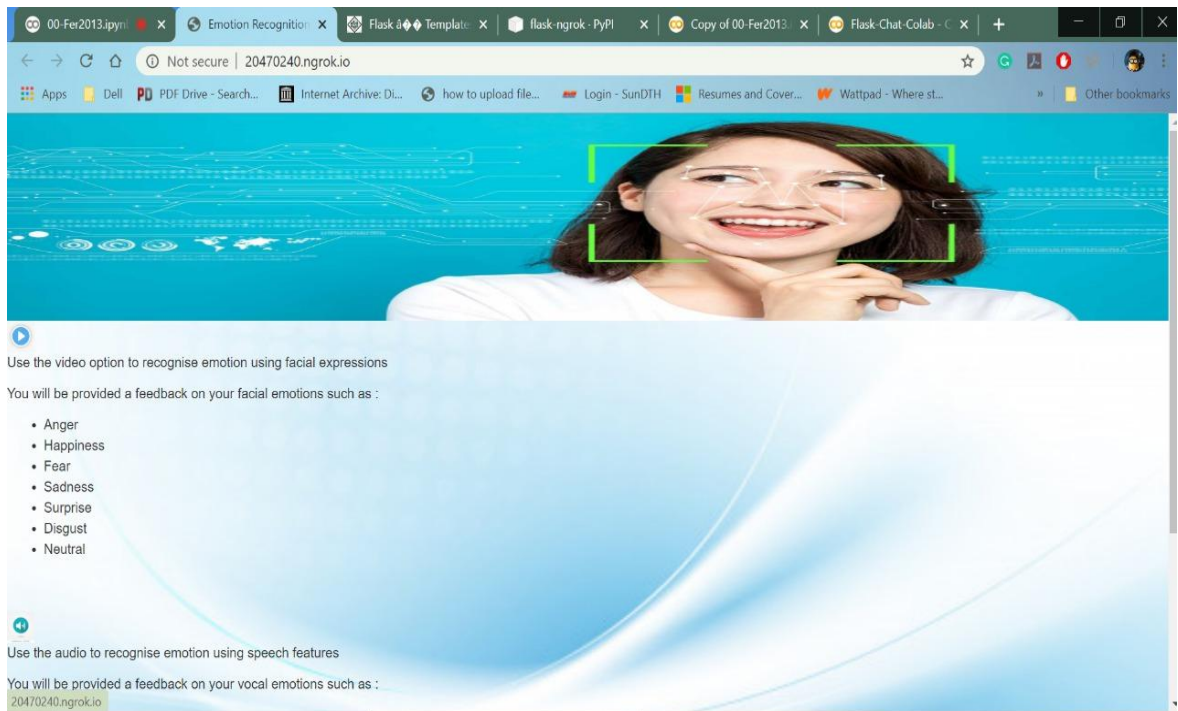 00-Fer2013.ipynb
Emotion Recognition
Flask â�� Template
flask-ngrok · PyPI
Copy of 00-Fer2013.
Flask-Chat-Colab - C
Not secure | 20470240.ngrok.io
Apps
Dell
PDF Drive - Search...
Internet Archive: Di...
how to upload file...
Login - SunDTH
Resumes and Cover...
Wattpad - Where st...
»
Other bookmarks
Use the video option to recognise emotion using facial expressions
You will be provided a feedback on your facial emotions such as :
• Anger
• Happiness
• Fear
• Sadness
• Surprise
• Disgust
• Neutral
Use the audio to recognise emotion using speech features
You will be provided a feedback on your vocal emotions such as :
20470240.ngrok.io